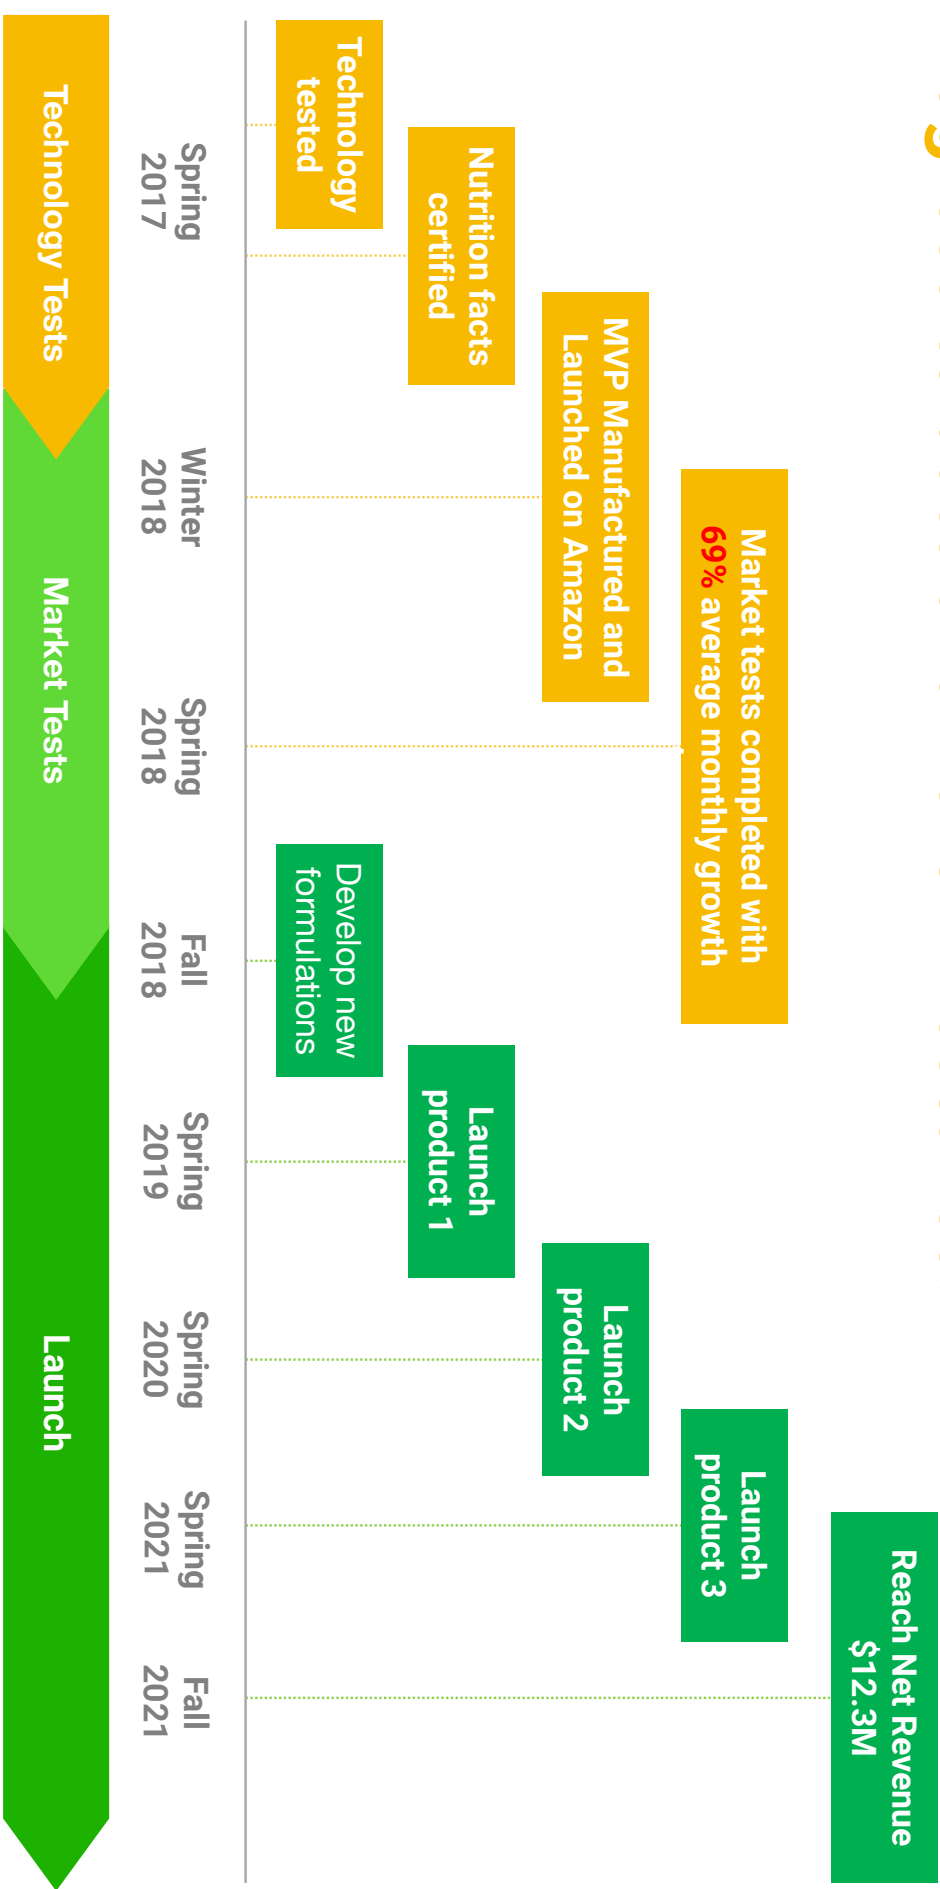 Reach Net Revenue
$12.3M
Market tests completed with
69% average monthly growth
Launch
product 3
MVP Manufactured and
Launched on Amazon
Launch
product 2
Nutrition facts
certified
Launch
product 1
Technology
tested
Develop new
formulations
Spring
2017
Winter
2018
Spring
2018
Fall
2018
Spring
2019
Spring
2020
Spring
2021
Fall
2021
Technology Tests
Market Tests
Launch